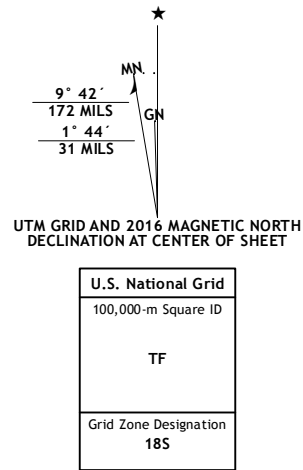 ★
MN
GN
9° 42´
172 MILS
1° 44´
31 MILS
UTM GRID AND 2016 MAGNETIC NORTH
DECLINATION AT CENTER OF SHEET
U.S. National Grid
100,000-m Square ID
TF
Grid Zone Designation
18S